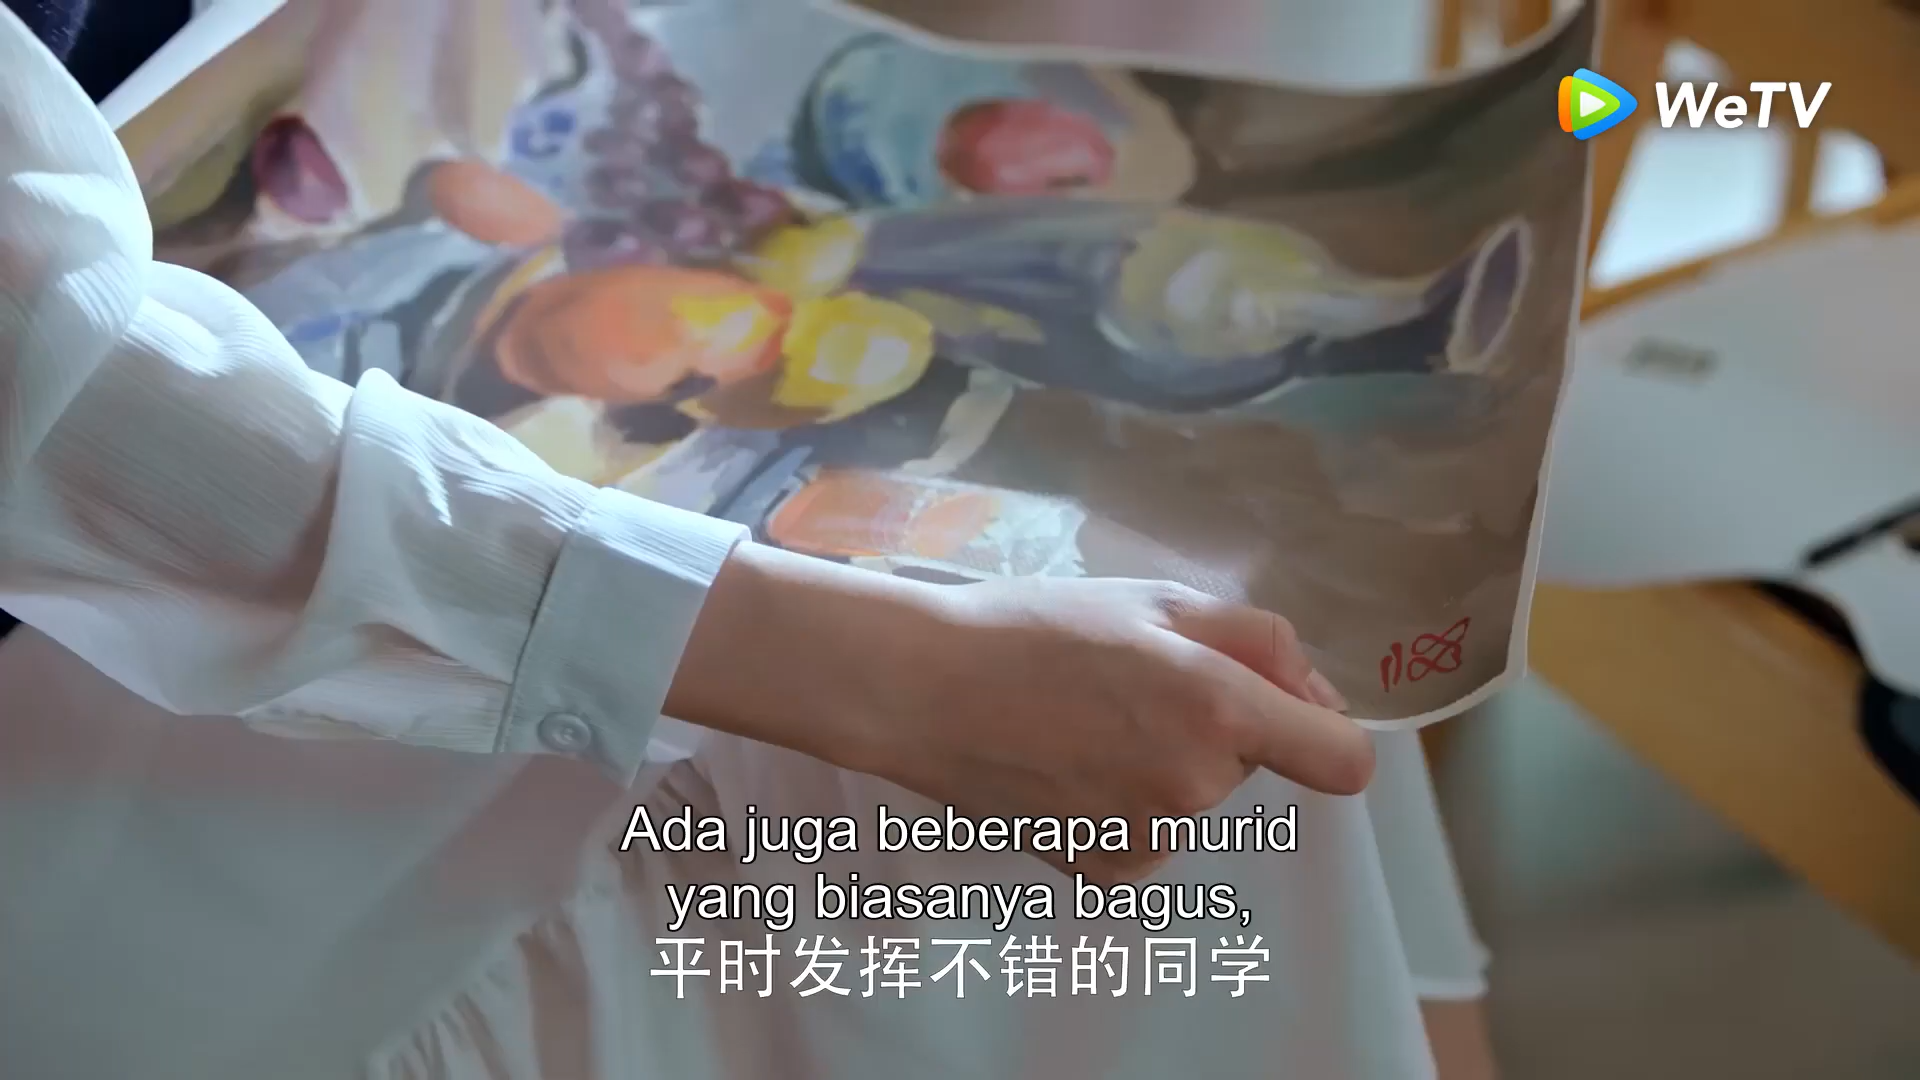 WeTV
Ada juga beberapa murid
yang biasanya bagus,
平时发挥不错的同学